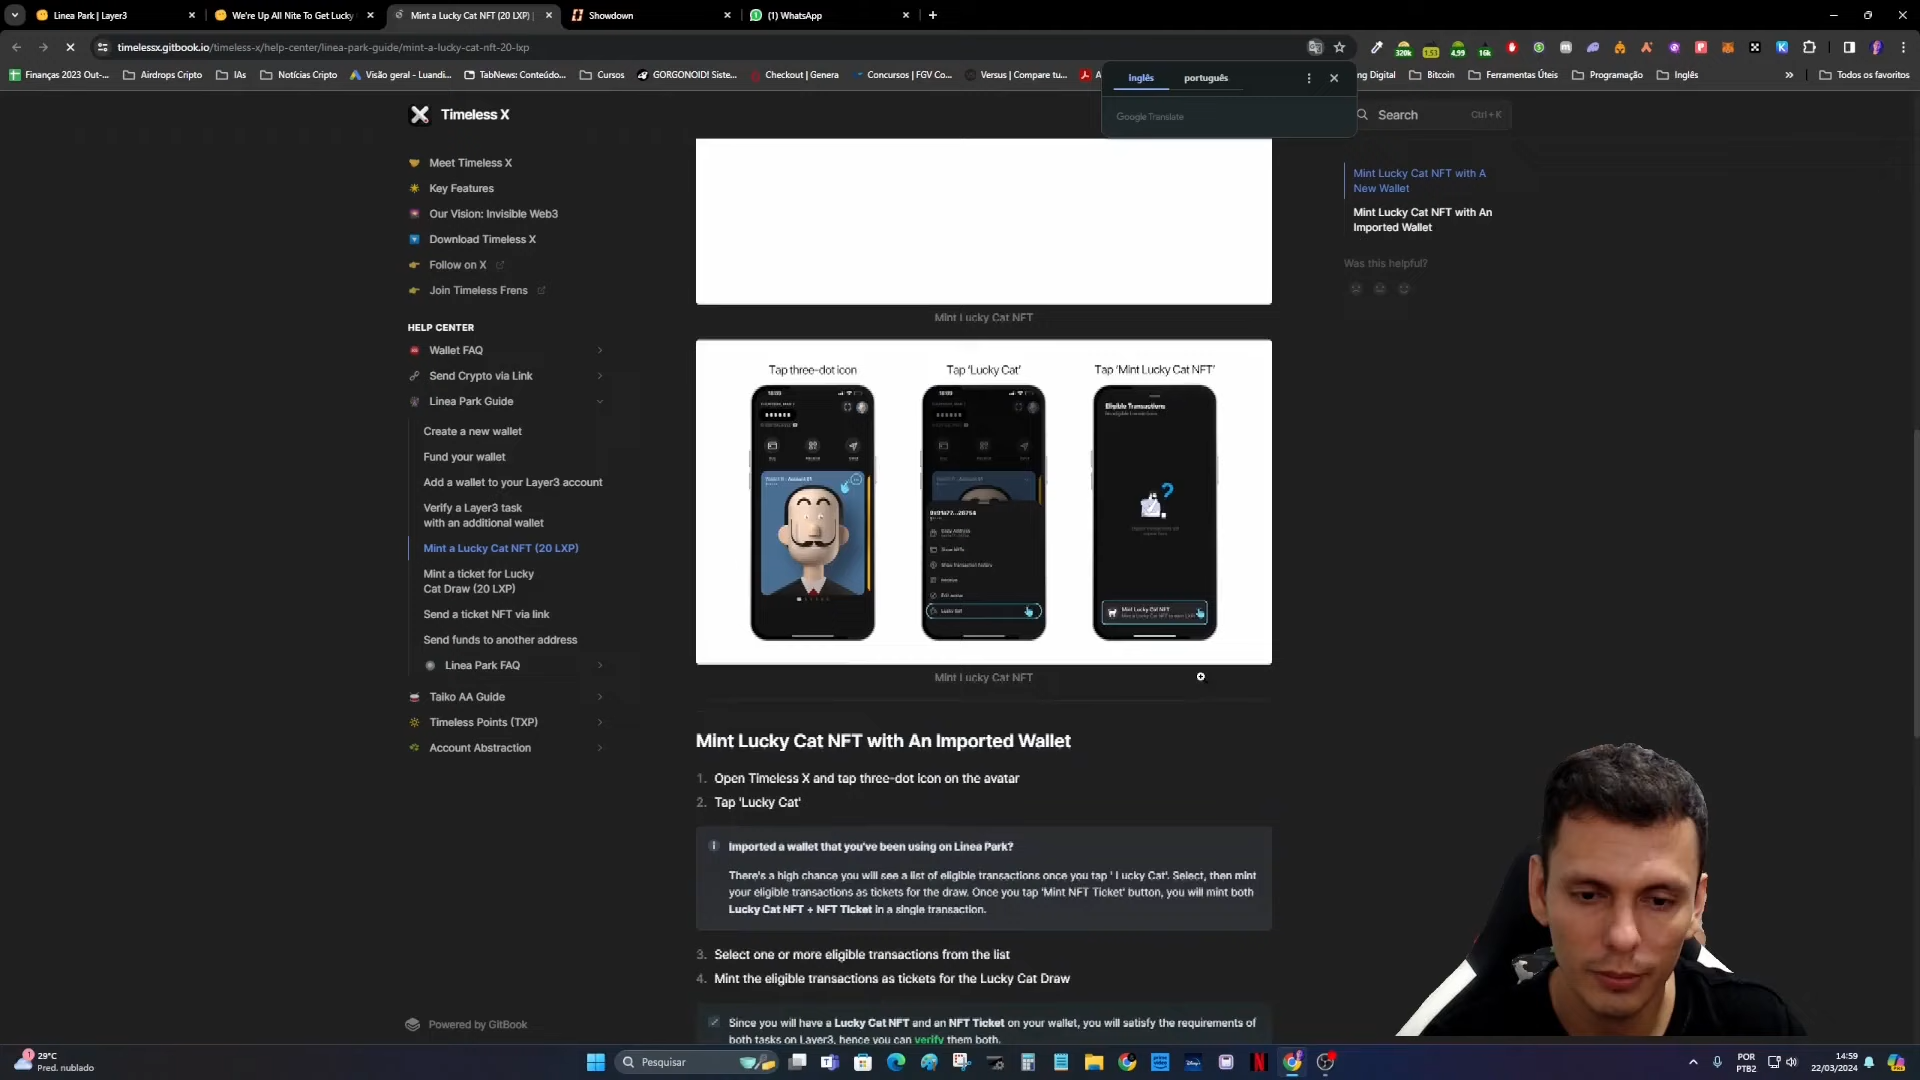 Linea Park | Layer3
We're Up All Nite To Get Lucky
Mint a Lucky Cat NFT (20 LXP) |
Showdown
(1) WhatsApp
timelessx.gitbook.io/timeless-x/help-center/linea-park-guide/mint-a-lucky-cat-nft-20-lxp
Finanças 2023 Out-...
Airdrops Cripto
IAs
Notícias Cripto
Visão geral - Luandi...
TabNews: Conteúdo...
Cursos
GORGONOID! Siste...
Checkout | Genera
Concursos | FGV Co...
Versus | Compare tu...
ng Digital
Bitcoin
Ferramentas Úteis
Programação
Inglês
Todos os favoritos
Inglês
português
Google Translate
Timeless X
Search
Ctrl + K
Meet Timeless X
Key Features
Our Vision: Invisible Web3
Download Timeless X
Follow on X
Join Timeless Frens
HELP CENTER
Wallet FAQ
Send Crypto via Link
Linea Park Guide
Create a new wallet
Fund your wallet
Add a wallet to your Layer3 account
Verify a Layer3 task
with an additional wallet
Mint a Lucky Cat NFT (20 LXP)
Mint a ticket for Lucky
Cat Draw (20 LXP)
Send a ticket NFT via link
Send funds to another address
Linea Park FAQ
Taiko AA Guide
Timeless Points (TXP)
Account Abstraction
Powered by GitBook
Mint Lucky Cat NFT
Tap three-dot icon
Tap 'Lucky Cat'
Tap 'Mint Lucky Cat NFT'
Eligible Transactions
Lucky Cat
Mint Lucky Cat NFT
Mint Lucky Cat NFT
Mint Lucky Cat NFT with An Imported Wallet
1. Open Timeless X and tap three-dot icon on the avatar
2. Tap 'Lucky Cat'
Imported a wallet that you've been using on Linea Park?
There's a high chance you will see a list of eligible transactions once you tap ' Lucky Cat'. Select, then mint
your eligible transactions as tickets for the draw. Once you tap 'Mint NFT Ticket' button, you will mint both
Lucky Cat NFT + NFT Ticket in a single transaction.
3. Select one or more eligible transactions from the list
4. Mint the eligible transactions as tickets for the Lucky Cat Draw
Since you will have a Lucky Cat NFT and an NFT Ticket on your wallet, you will satisfy the requirements of
both tasks on Layer3, hence you can verify them both.
Mint Lucky Cat NFT with A
New Wallet
Mint Lucky Cat NFT with An
Imported Wallet
Was this helpful?
29°C
Pred. nublado
Pesquisar
POR
PTB2
14:59
22/03/2024